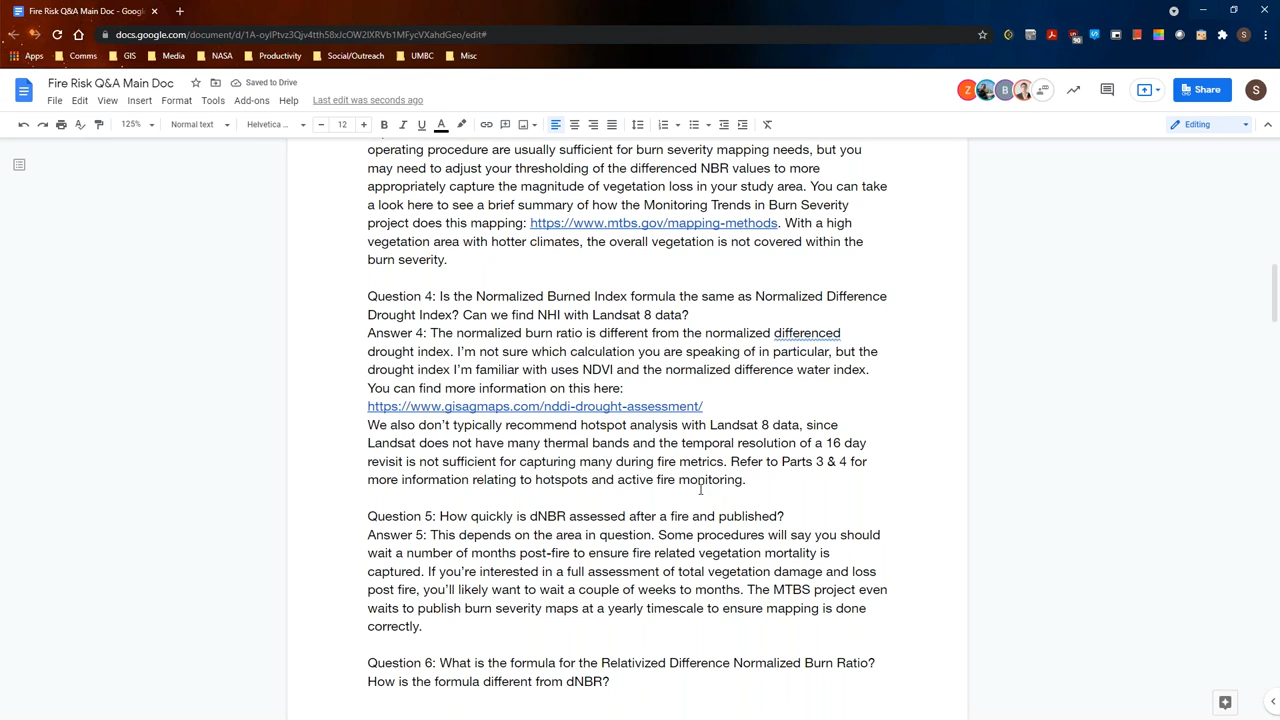 Fire Risk Q&A Main Doc - Googl
docs.google.com/document/d/1A-oyIPtvz3Qjv4tth58xJcOW2IXRVb1MFycVXahdGeo/edit#
Apps Comms GIS Media NASA Productivity Social/Outreach UMBC Misc
Fire Risk Q&A Main Doc Saved to Drive
File Edit View Insert Format Tools Add-ons Help Last edit was seconds ago
Z B Share S
125% Normal text Helvetica ... 12 B I U A Editing
operating procedure are usually sufficient for burn severity mapping needs, but you
may need to adjust your thresholding of the differenced NBR values to more
appropriately capture the magnitude of vegetation loss in your study area. You can take
a look here to see a brief summary of how the Monitoring Trends in Burn Severity
project does this mapping: https://www.mtbs.gov/mapping-methods. With a high
vegetation area with hotter climates, the overall vegetation is not covered within the
burn severity.
Question 4: Is the Normalized Burned Index formula the same as Normalized Difference
Drought Index? Can we find NHI with Landsat 8 data?
Answer 4: The normalized burn ratio is different from the normalized differenced
drought index. I'm not sure which calculation you are speaking of in particular, but the
drought index I'm familiar with uses NDVI and the normalized difference water index.
You can find more information on this here:
https://www.gisagmaps.com/nddi-drought-assessment/
We also don't typically recommend hotspot analysis with Landsat 8 data, since
Landsat does not have many thermal bands and the temporal resolution of a 16 day
revisit is not sufficient for capturing many during fire metrics. Refer to Parts 3 & 4 for
more information relating to hotspots and active fire monitoring.
Question 5: How quickly is dNBR assessed after a fire and published?
Answer 5: This depends on the area in question. Some procedures will say you should
wait a number of months post-fire to ensure fire related vegetation mortality is
captured. If you're interested in a full assessment of total vegetation damage and loss
post fire, you'll likely want to wait a couple of weeks to months. The MTBS project even
waits to publish burn severity maps at a yearly timescale to ensure mapping is done
correctly.
Question 6: What is the formula for the Relativized Difference Normalized Burn Ratio?
How is the formula different from dNBR?